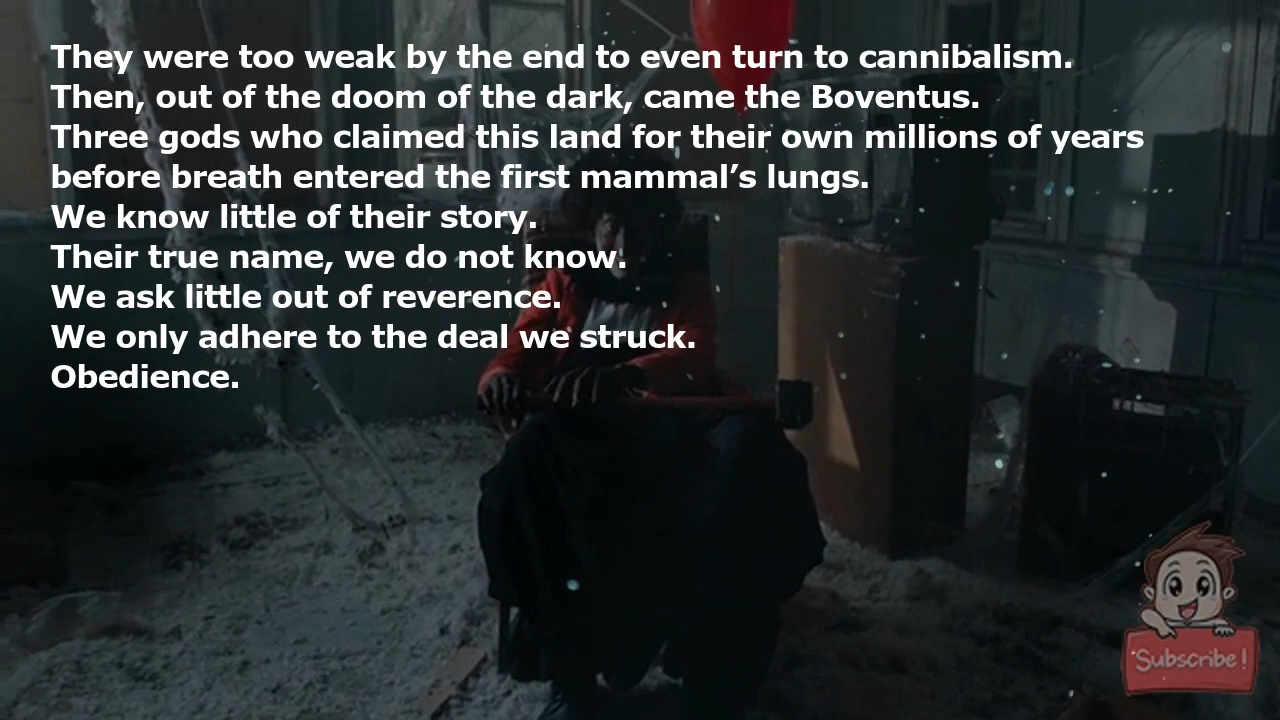 They were too weak by the end to even turn to cannibalism.
Then, out of the doom of the dark, came the Boventus.
Three gods who claimed this land for their own millions of years
before breath entered the first mammal’s lungs.
We know little of their story.
Their true name, we do not know.
We ask little out of reverence.
We only adhere to the deal we struck.
Obedience.
Subscribe!